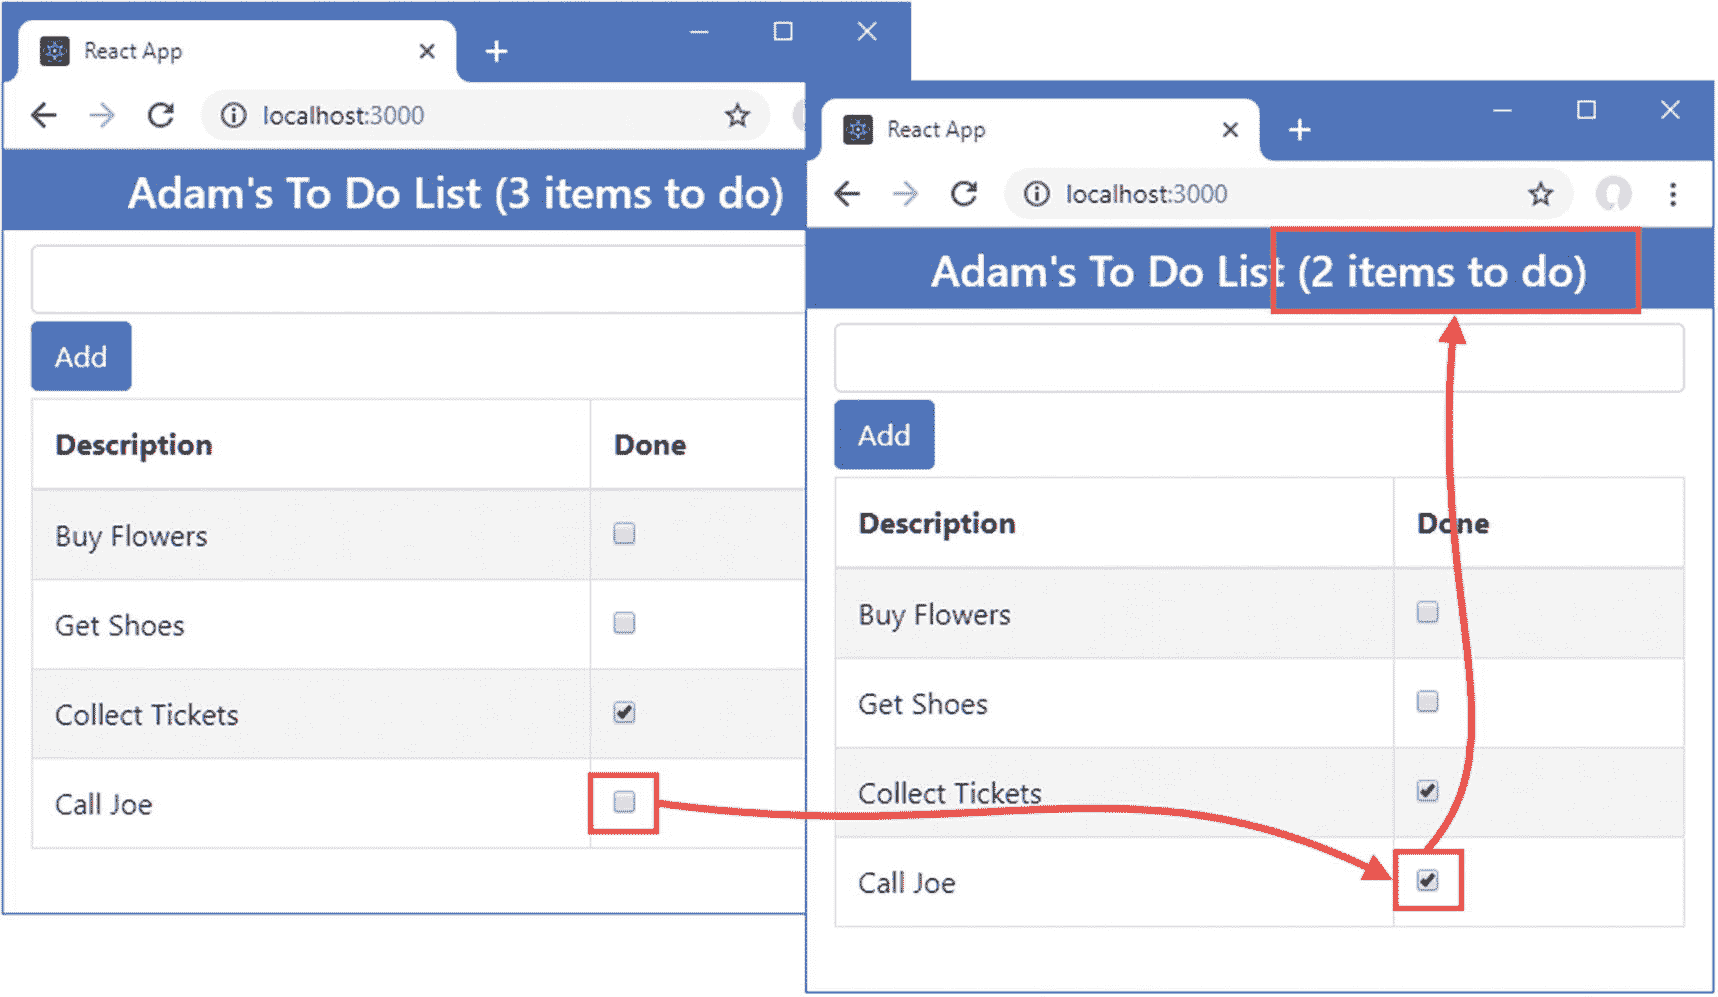 React App
localhost:3000
Adam's To Do List (3 items to do)
Add
Description Done
Buy Flowers
Get Shoes
Collect Tickets
Call Joe
React App
localhost:3000
Adam's To Do List (2 items to do)
Add
Description Done
Buy Flowers
Get Shoes
Collect Tickets
Call Joe